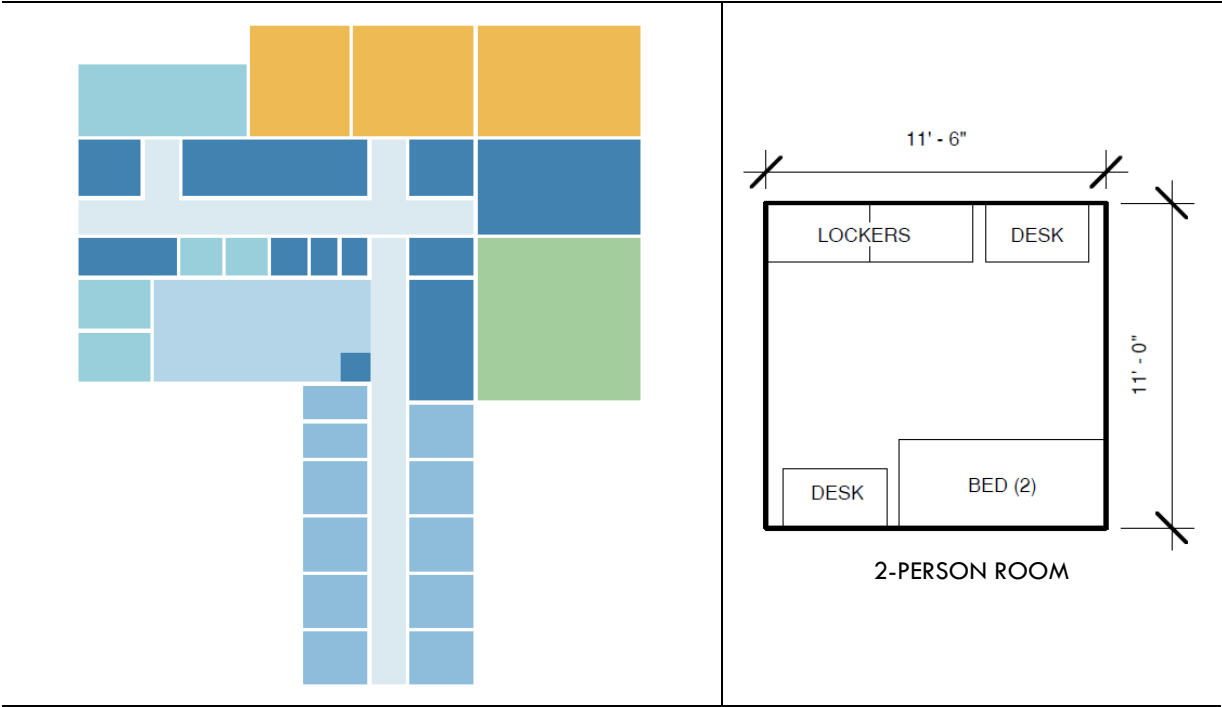 11' - 6"
LOCKERS
DESK
11' - 0"
DESK
BED (2)
2-PERSON ROOM